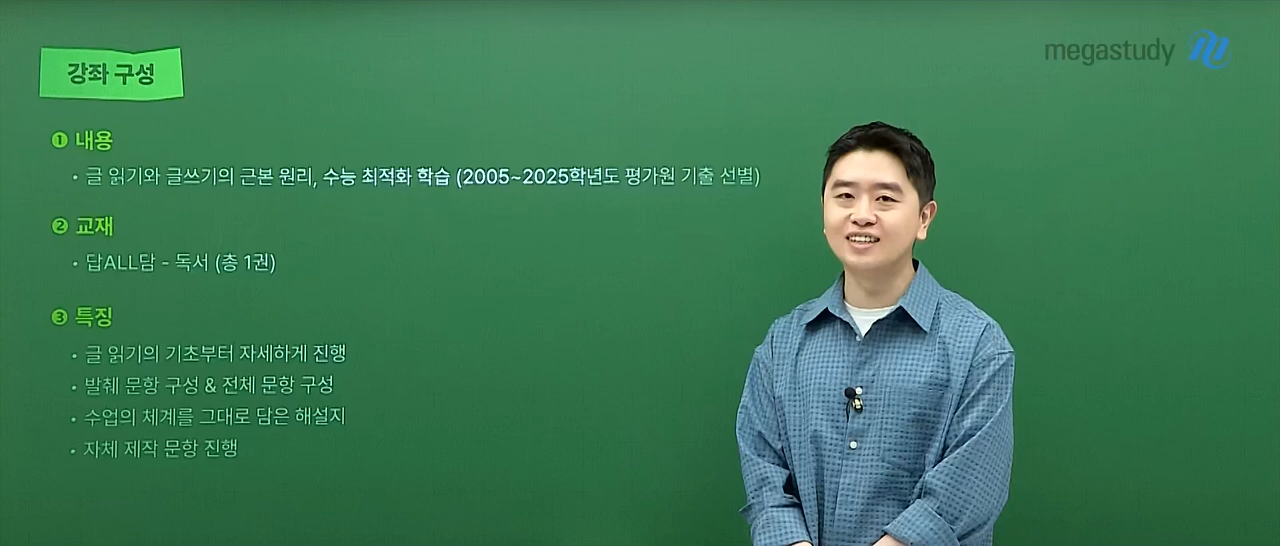 megastudy
강좌 구성
❶ 내용
• 글 읽기와 글쓰기의 근본 원리, 수능 최적화 학습 (2005~2025학년도 평가원 기출 선별)
❷ 교재
• 답ALL담 - 독서 (총 1권)
❸ 특징
• 글 읽기의 기초부터 자세하게 진행
• 발췌 문항 구성 & 전체 문항 구성
• 수업의 체계를 그대로 담은 해설지
• 자체 제작 문항 진행